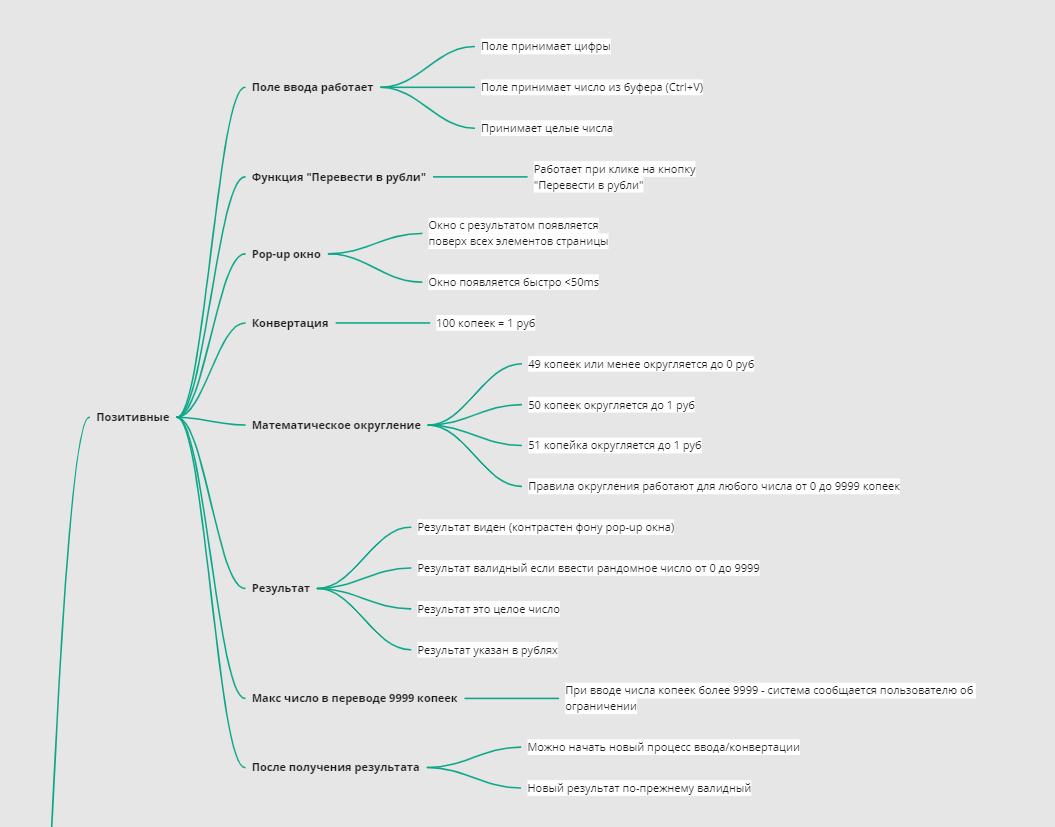 Позитивные
Поле ввода работает
Поле принимает цифры
Поле принимает число из буфера (Ctrl+V)
Принимает целые числа
Функция "Перевести в рубли"
Работает при клике на кнопку
"Перевести в рубли"
Pop-up окно
Окно с результатом появляется
поверх всех элементов страницы
Окно появляется быстро <50ms
Конвертация
100 копеек = 1 руб
Математическое округление
49 копеек или менее округляется до 0 руб
50 копеек округляется до 1 руб
51 копейка округляется до 1 руб
Правила округления работают для любого числа от 0 до 9999 копеек
Результат
Результат виден (контрастен фону pop-up окна)
Результат валидный если ввести рандомное число от 0 до 9999
Результат это целое число
Результат указан в рублях
Макс число в переводе 9999 копеек
При вводе числа копеек более 9999 - система сообщается пользователю об
ограничении
После получения результата
Можно начать новый процесс ввода/конвертации
Новый результат по-прежнему валидный